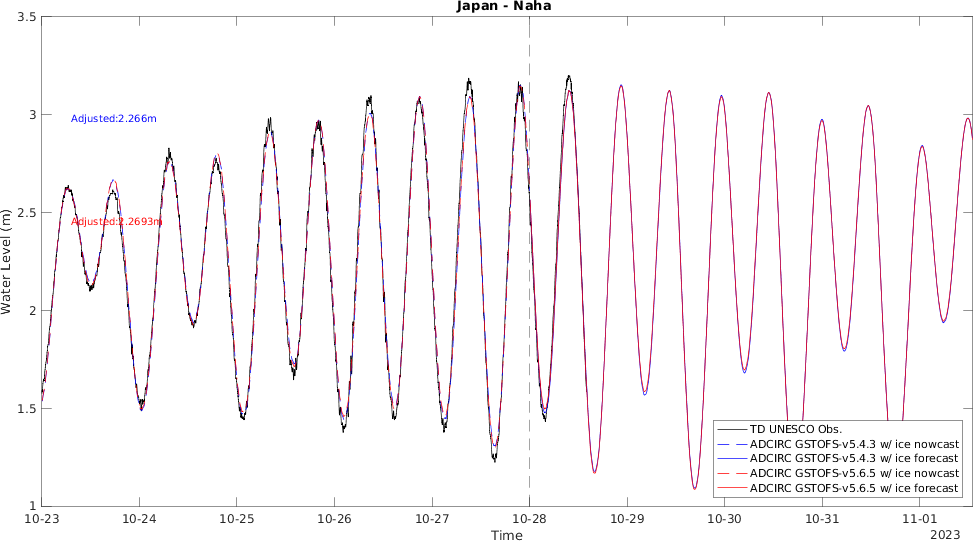 Japan - Naha
3.5
3
2.5
2
1.5
1
Water Level (m)
Adjusted:2.266m
Adjusted:2.2693m
TD UNESCO Obs.
ADCIRC GSTOFS-v5.4.3 w/ ice nowcast
ADCIRC GSTOFS-v5.4.3 w/ ice forecast
ADCIRC GSTOFS-v5.6.5 w/ ice nowcast
ADCIRC GSTOFS-v5.6.5 w/ ice forecast
10-23 10-24 10-25 10-26 10-27 10-28 10-29 10-30 10-31 11-01
Time
2023